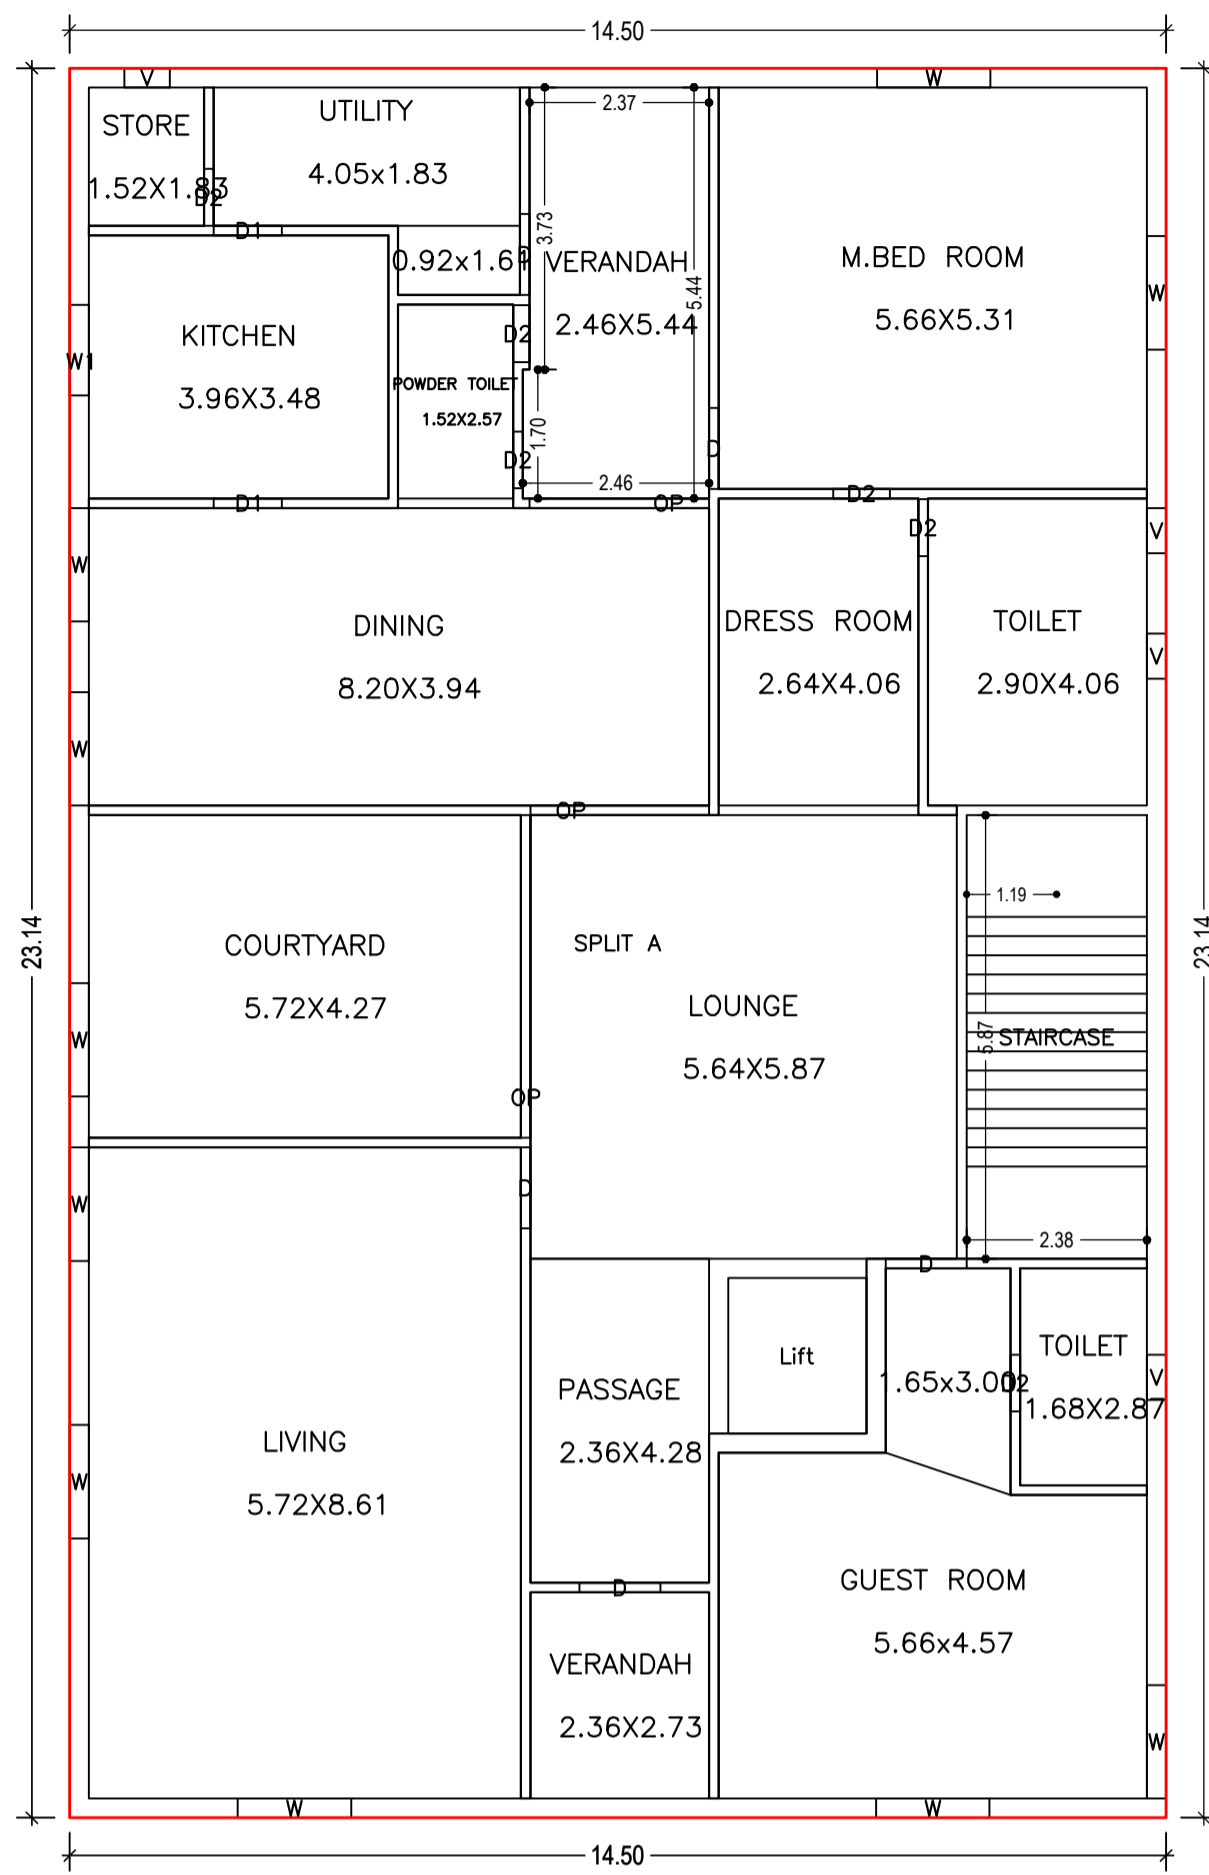 14.50
V
W
STORE
1.52X1.83
D2
UTILITY
4.05x1.83
2.37
3.73
5.44
D1
0.92x1.61
D
VERANDAH
2.46X5.44
M.BED ROOM
5.66X5.31
W
KITCHEN
3.96X3.48
W1
D2
POWDER TOILET
1.52X2.57
1.70
D2
2.46
D
D1
OP
D2
D2
V
W
DINING
8.20X3.94
DRESS ROOM
2.64X4.06
TOILET
2.90X4.06
V
W
OP
1.19
23.14
23.14
COURTYARD
5.72X4.27
SPLIT A
LOUNGE
5.64X5.87
5.87
STAIRCASE
W
OP
D
W
2.38
D
Lift
TOILET
1.68X2.87
1.65x3.00
D2
V
PASSAGE
2.36X4.28
LIVING
5.72X8.61
W
D
GUEST ROOM
5.66x4.57
VERANDAH
2.36X2.73
W
W
W
14.50